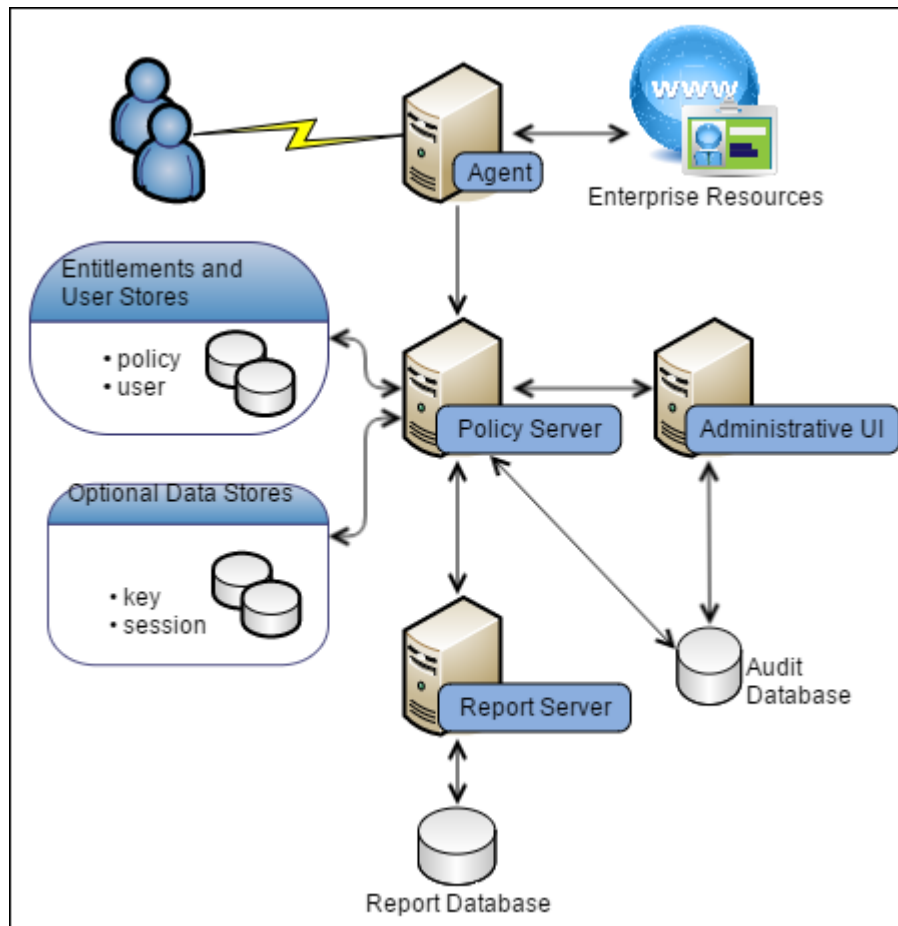 www
Agent
Enterprise Resources
Entitlements and
User Stores
• policy
• user
Policy Server
Administrative UI
Optional Data Stores
• key
• session
Report Server
Audit
Database
Report Database